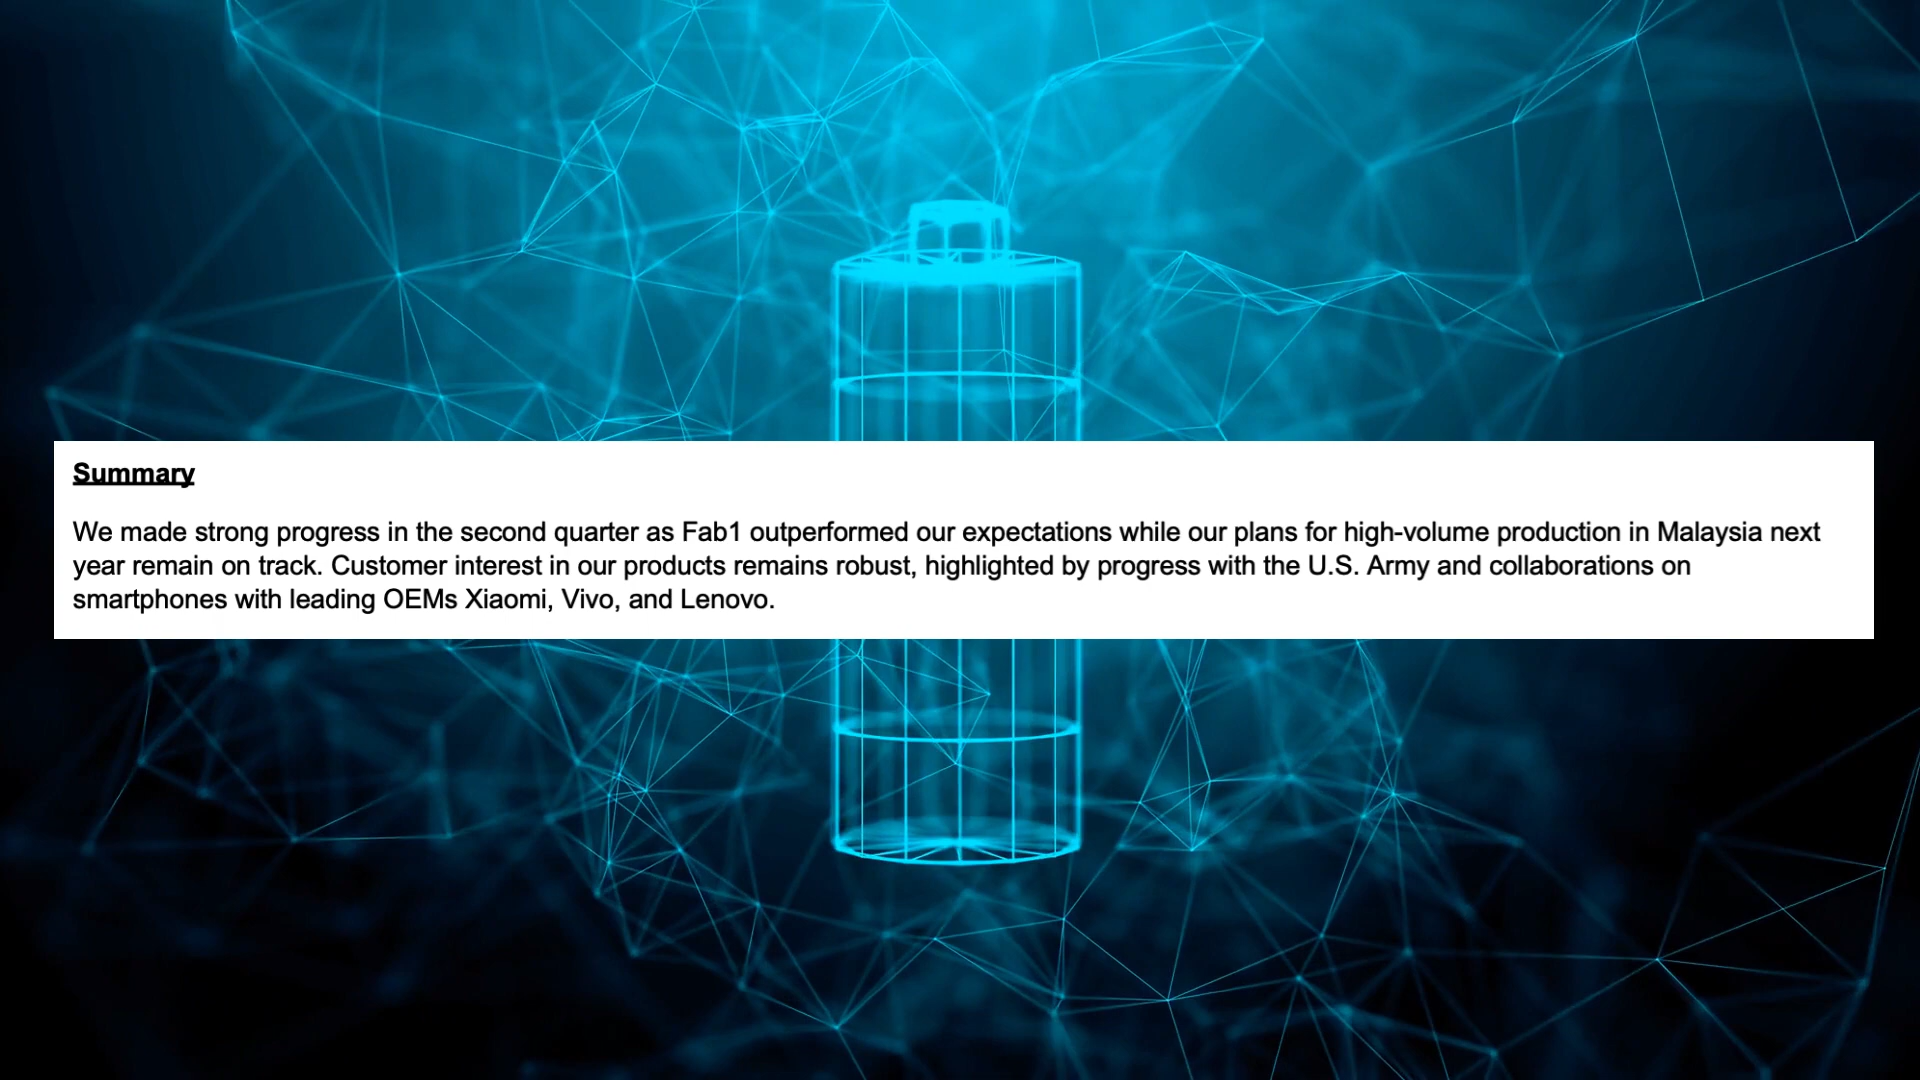 Summary
We made strong progress in the second quarter as Fab1 outperformed our expectations while our plans for high-volume production in Malaysia next
year remain on track. Customer interest in our products remains robust, highlighted by progress with the U.S. Army and collaborations on
smartphones with leading OEMs Xiaomi, Vivo, and Lenovo.